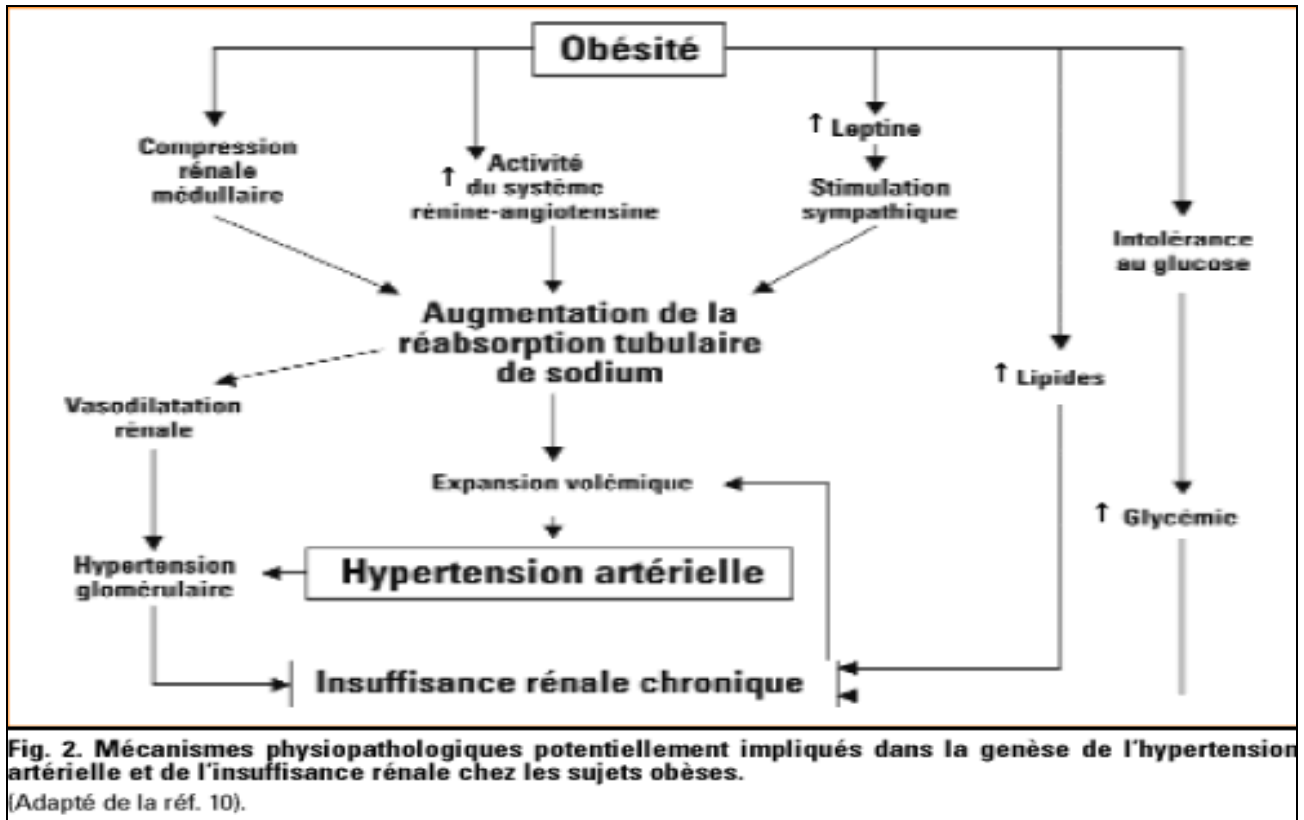 Obésité
Compression
rénale
médullaire
↑ Activité
du système
rénine-angiotensine
↑ Leptine
Stimulation
sympathique
Intolérance
au glucose
Augmentation de la
réabsorption tubulaire
de sodium
↑ Lipides
Vasodilatation
rénale
Expansion volémique
↑ Glycémie
Hypertension
glomérulaire
Hypertension artérielle
Insuffisance rénale chronique
Fig. 2. Mécanismes physiopathologiques potentiellement impliqués dans la genèse de l'hypertension
artérielle et de l'insuffisance rénale chez les sujets obèses.
(Adapté de la réf. 10).